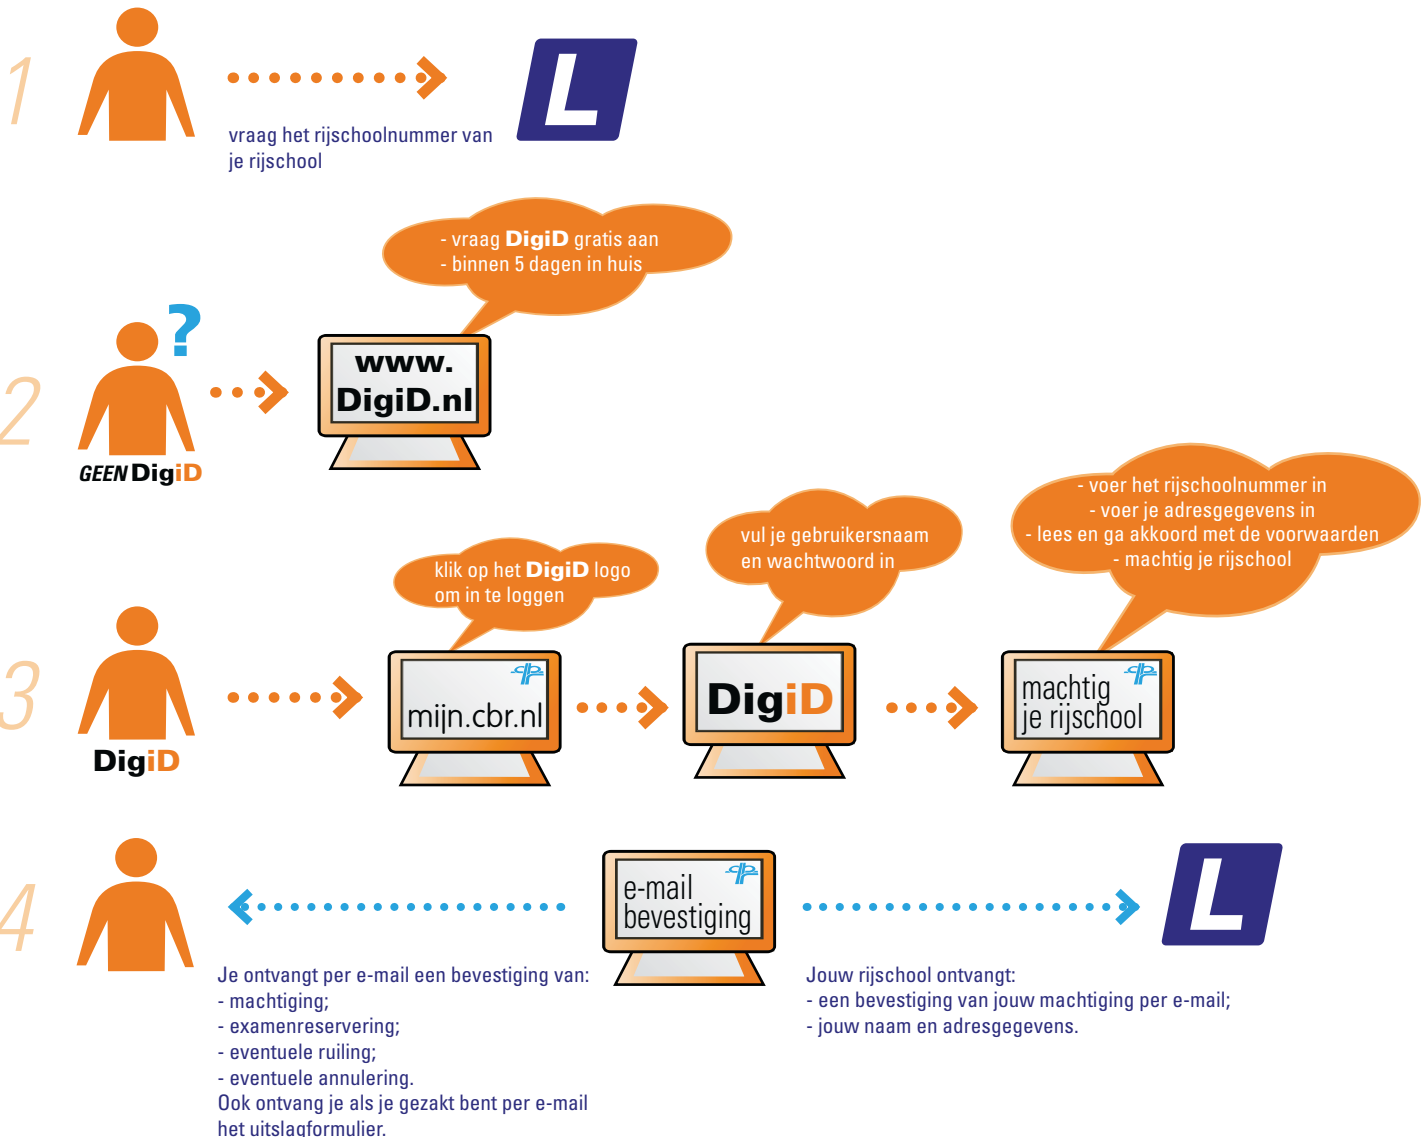 1
L
vraag het rijschoolnummer van
je rijschool
- vraag DigiD gratis aan
- binnen 5 dagen in huis
?
www.
DigiD.nl
2
GEEN DigiD
- voer het rijschoolnummer in
- voer je adresgegevens in
- lees en ga akkoord met de voorwaarden
- machtig je rijschool
vul je gebruikersnaam
en wachtwoord in
klik op het DigiD logo
om in te loggen
3
DigiD
mijn.cbr.nl
DigiD
machtig
je rijschool
4
e-mail
bevestiging
L
Je ontvangt per e-mail een bevestiging van:
- machtiging;
- examenreservering;
- eventuele ruiling;
- eventuele annulering.
Ook ontvang je als je gezakt bent per e-mail
het uitslagformulier.
Jouw rijschool ontvangt:
- een bevestiging van jouw machtiging per e-mail;
- jouw naam en adresgegevens.